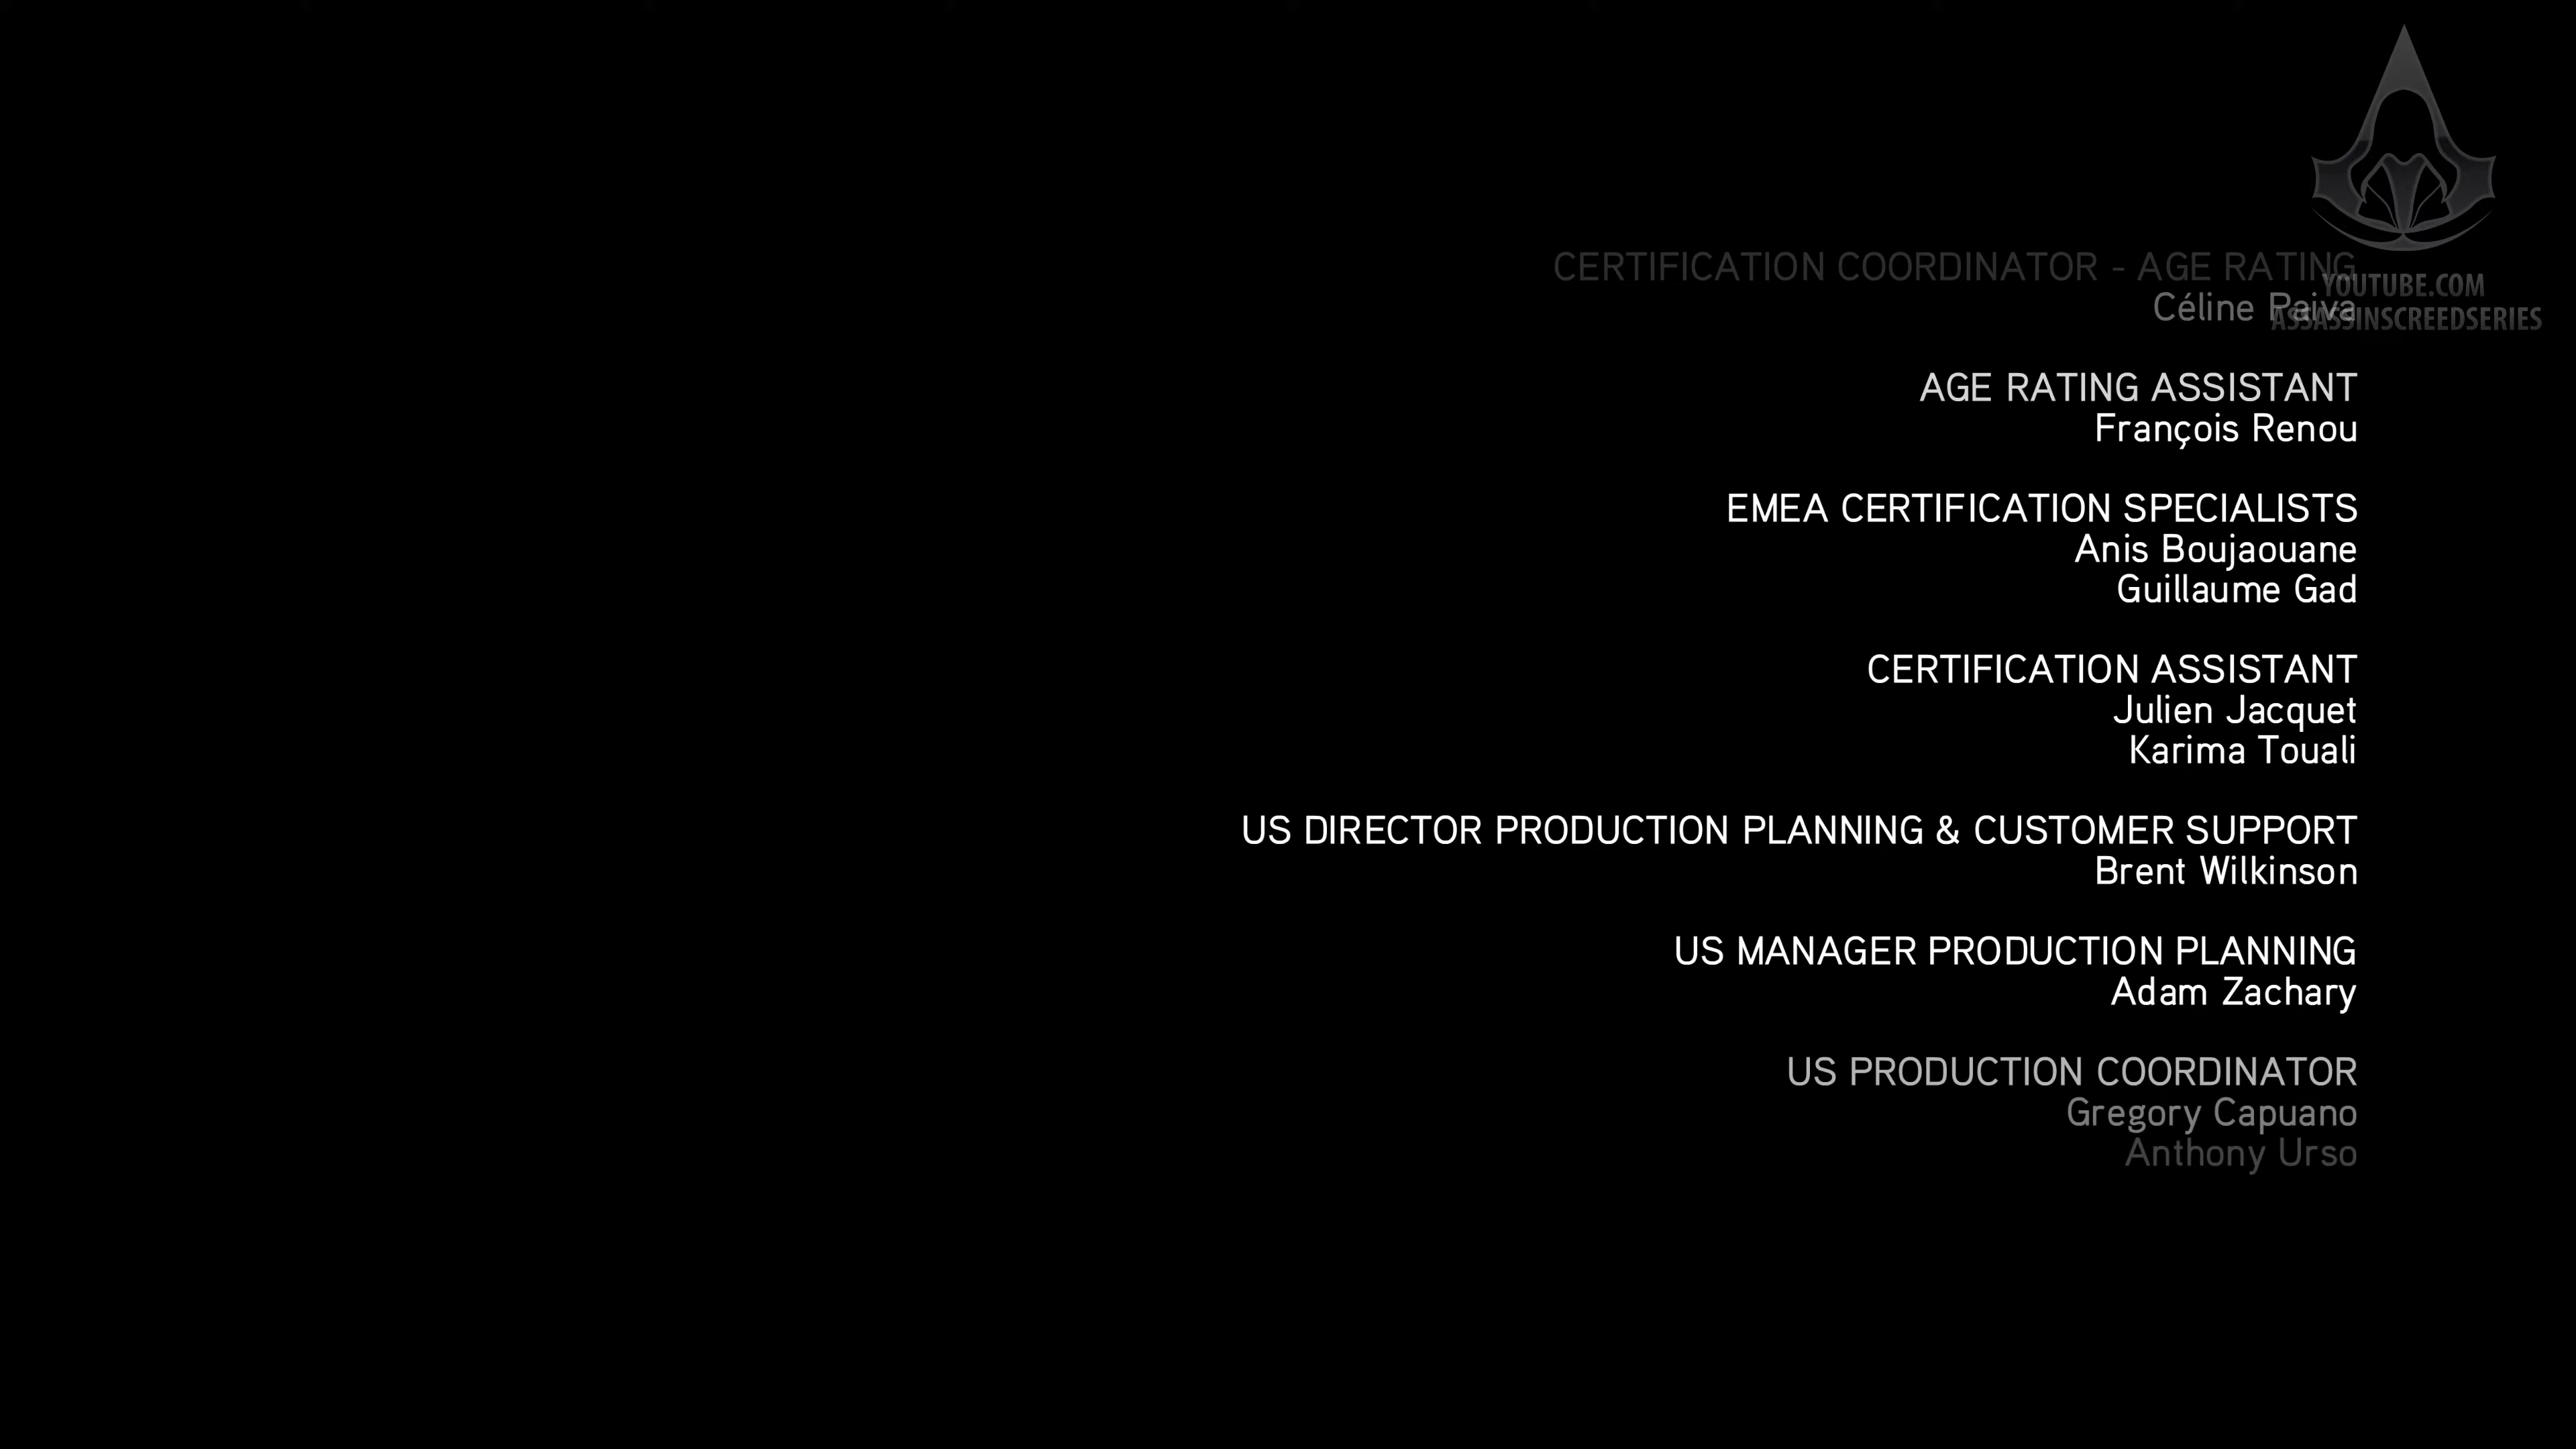 CERTIFICATION COORDINATOR - AGE RATING
Céline Paiva
YOUTUBE.COM
ASSASSINSCREEDSERIES
AGE RATING ASSISTANT
François Renou
EMEA CERTIFICATION SPECIALISTS
Anis Boujaouane
Guillaume Gad
CERTIFICATION ASSISTANT
Julien Jacquet
Karima Touali
US DIRECTOR PRODUCTION PLANNING & CUSTOMER SUPPORT
Brent Wilkinson
US MANAGER PRODUCTION PLANNING
Adam Zachary
US PRODUCTION COORDINATOR
Gregory Capuano
Anthony Urso